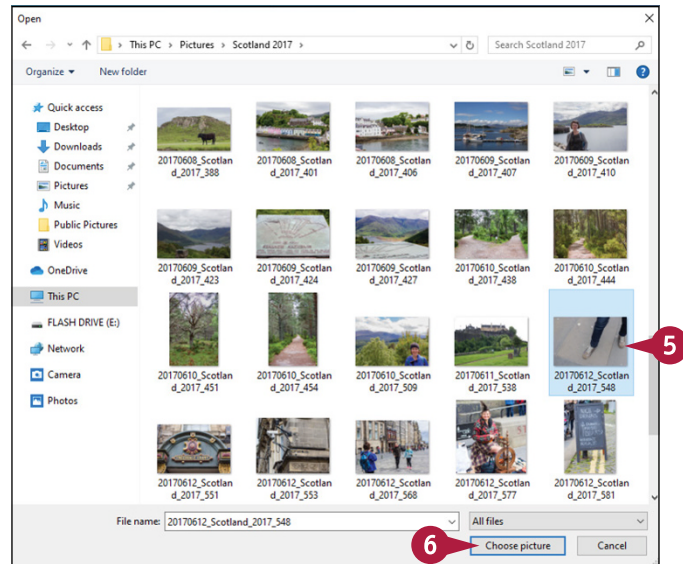 Open
This PC > Pictures > Scotland 2017 >
Search Scotland 2017
Organize
New folder
Quick access
Desktop
Downloads
Documents
Pictures
Music
Public Pictures
Videos
OneDrive
This PC
FLASH DRIVE (E:)
Network
Camera
Photos
20170608_Scotlan
d_2017_388
20170608_Scotlan
d_2017_401
20170608_Scotlan
d_2017_406
20170609_Scotlan
d_2017_407
20170609_Scotlan
d_2017_410
20170609_Scotlan
d_2017_423
20170609_Scotlan
d_2017_424
20170609_Scotlan
d_2017_427
20170610_Scotlan
d_2017_438
20170610_Scotlan
d_2017_444
20170610_Scotlan
d_2017_451
20170610_Scotlan
d_2017_454
20170610_Scotlan
d_2017_509
20170611_Scotlan
d_2017_538
20170612_Scotlan
d_2017_548
5
20170612_Scotlan
d_2017_551
20170612_Scotlan
d_2017_553
20170612_Scotlan
d_2017_568
20170612_Scotlan
d_2017_577
20170612_Scotlan
d_2017_581
File name: 20170612_Scotland_2017_548
All files
6
Choose picture
Cancel